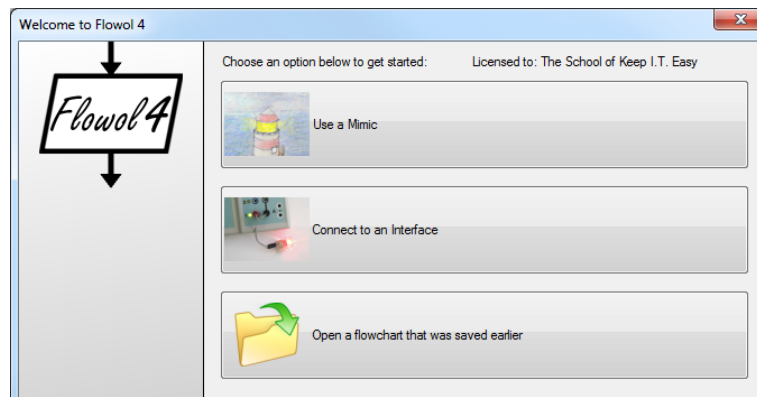 Welcome to Flowol 4
Flowol 4
Choose an option below to get started: Licensed to: The School of Keep I.T. Easy
Use a Mimic
Connect to an Interface
Open a flowchart that was saved earlier